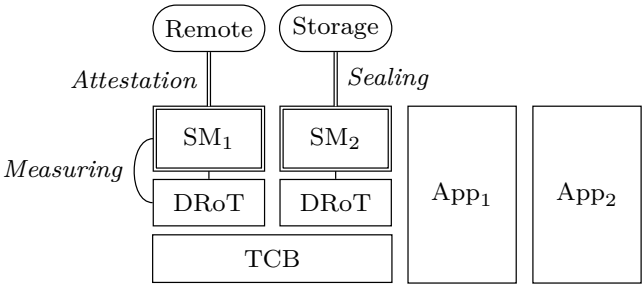 Remote Storage
Attestation Sealing
SM₁ SM₂
Measuring
DRoT DRoT App₁ App₂
TCB